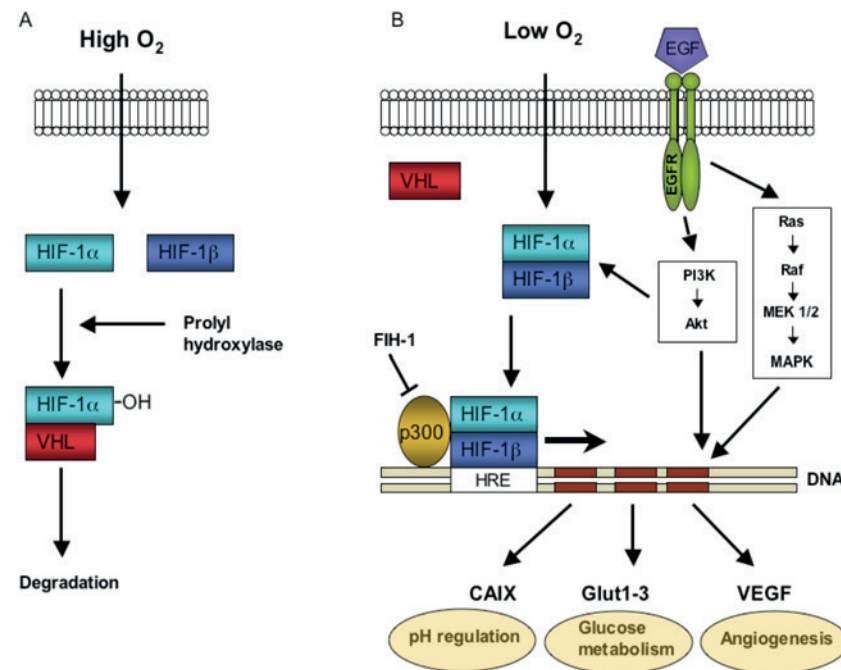 A
High O₂
HIF-1α
HIF-1β
Prolyl
hydroxylase
HIF-1α
-OH
VHL
Degradation
B
Low O₂
EGF
EGFR
VHL
HIF-1α
HIF-1β
PI3K
Akt
Ras
Raf
MEK 1/2
MAPK
FIH-1
p300
HIF-1α
HIF-1β
HRE
DNA
CAIX
Glut1-3
VEGF
pH regulation
Glucose
metabolism
Angiogenesis